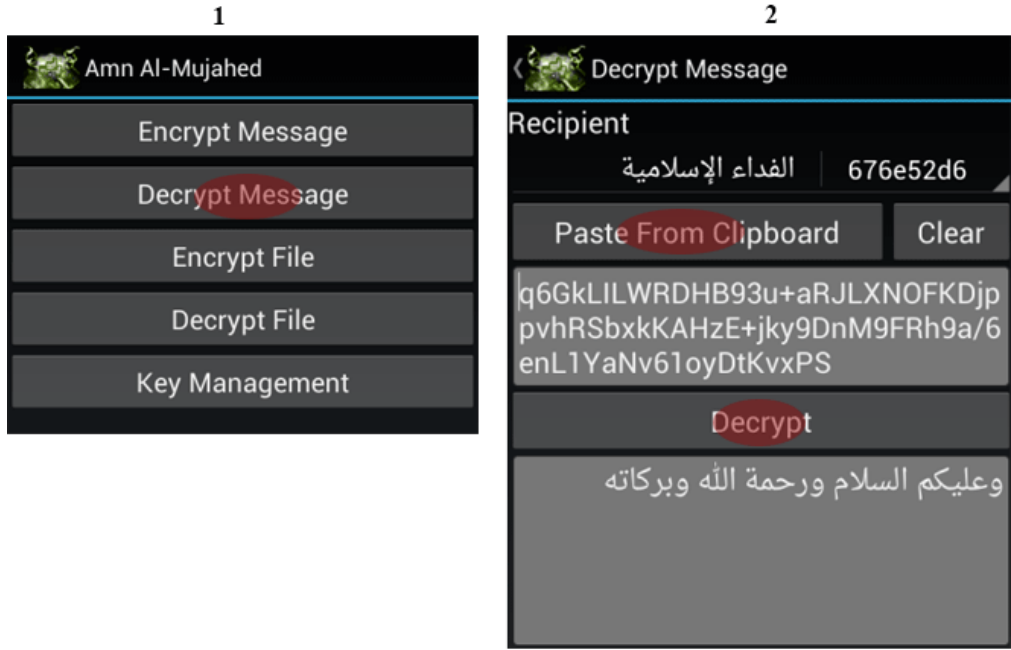 1
Amn Al-Mujahed
Encrypt Message
Decrypt Message
Encrypt File
Decrypt File
Key Management
2
Decrypt Message
Recipient
الفداء الإسلامية 676e52d6
Paste From Clipboard Clear
q6GkLILWRDHB93u+aRJLXNOFKDjp
pvhRSbxkKAHzE+jky9DnM9FRh9a/6
enL1YaNv61oyDtKvxPS
Decrypt
وعليكم السلام ورحمة الله وبركاته